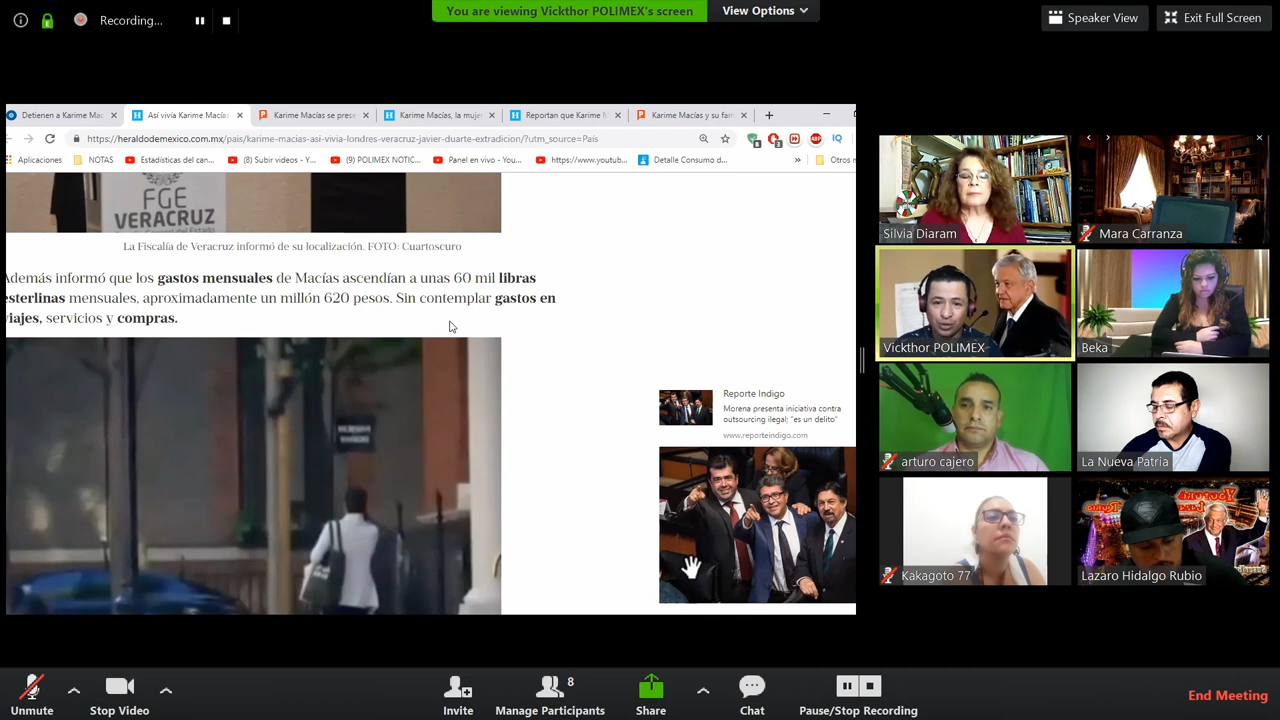 Recording...
You are viewing Vickthor POLIMEX's screen
View Options
Speaker View
Exit Full Screen
Detienen a Karime Mac
Así vivía Karime Macías
Karime Macías se prese
Karime Macías, la mujer
Reportan que Karime M
Karime Macías y su fam
https://heraldodemexico.com.mx/pais/karime-macias-asi-vivia-londres-veracruz-javier-duarte-extradicion/?utm_source=País
Aplicaciones
NOTAS
Estadísticas del can...
(8) Subir videos - Y...
(9) POLIMEX NOTIC...
Panel en vivo - You...
https://www.youtub...
Detalle Consumo d...
Otros m
FGE
VERACRUZ
La Fiscalía de Veracruz informó de su localización. FOTO: Cuartoscuro
Además informó que los gastos mensuales de Macías ascendían a unas 60 mil libras
esterlinas mensuales, aproximadamente un millón 620 pesos. Sin contemplar gastos en
viajes, servicios y compras.
Reporte Indigo
Morena presenta iniciativa contra
outsourcing ilegal; "es un delito"
www.reporteindigo.com
Silvia Diaram
Mara Carranza
Vickthor POLIMEX
Beka
arturo cajero
La Nueva Patria
Kakagoto 77
Lazaro Hidalgo Rubio
Unmute
Stop Video
Invite
Manage Participants
8
Share
Chat
Pause/Stop Recording
End Meeting